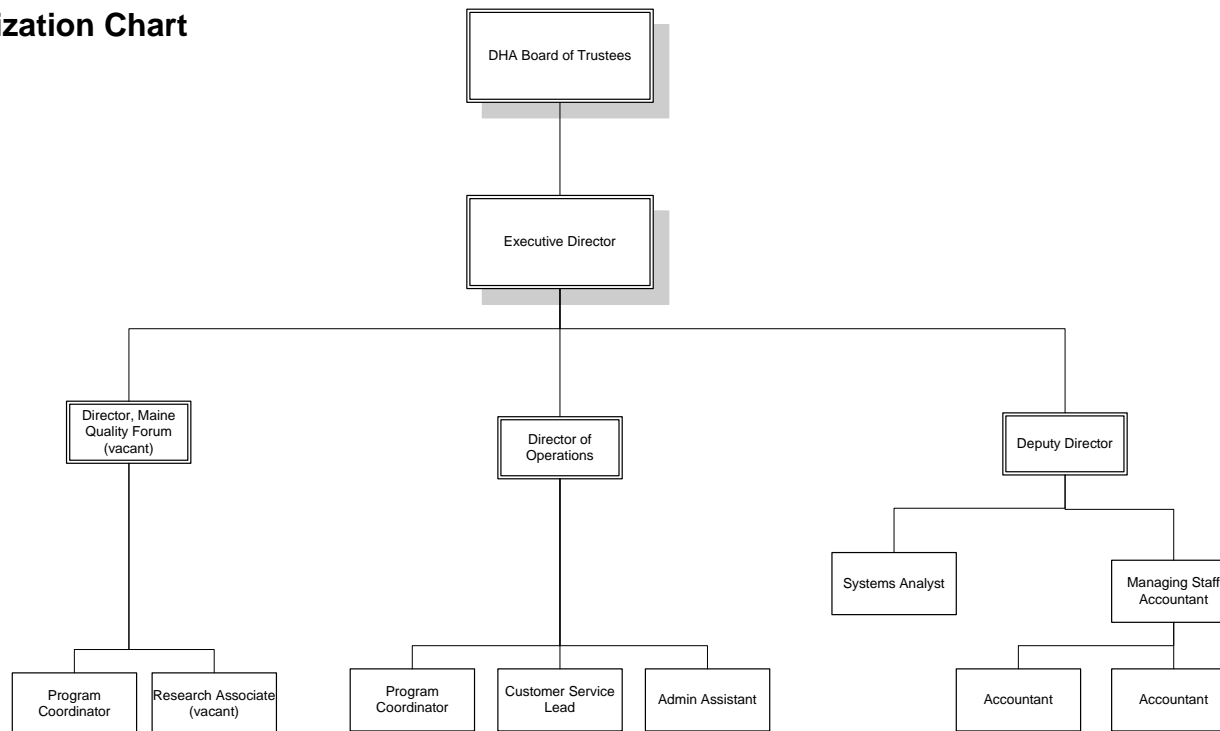 ization Chart
DHA Board of Trustees
Executive Director
Director, Maine
Quality Forum
(vacant)
Director of
Operations
Deputy Director
Systems Analyst
Managing Staff
Accountant
Program
Coordinator
Research Associate
(vacant)
Program
Coordinator
Customer Service
Lead
Admin Assistant
Accountant
Accountant